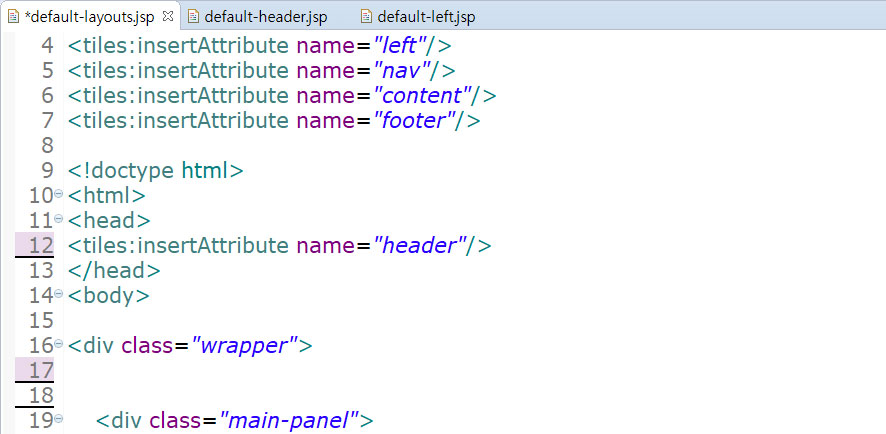 *default-layouts.jsp default-header.jsp default-left.jsp
4 <tiles:insertAttribute name="left"/>
5 <tiles:insertAttribute name="nav"/>
6 <tiles:insertAttribute name="content"/>
7 <tiles:insertAttribute name="footer"/>
8
9 <!doctype html>
10 <html>
11 <head>
12 <tiles:insertAttribute name="header"/>
13 </head>
14 <body>
15
16 <div class="wrapper">
17
18
19 <div class="main-panel">